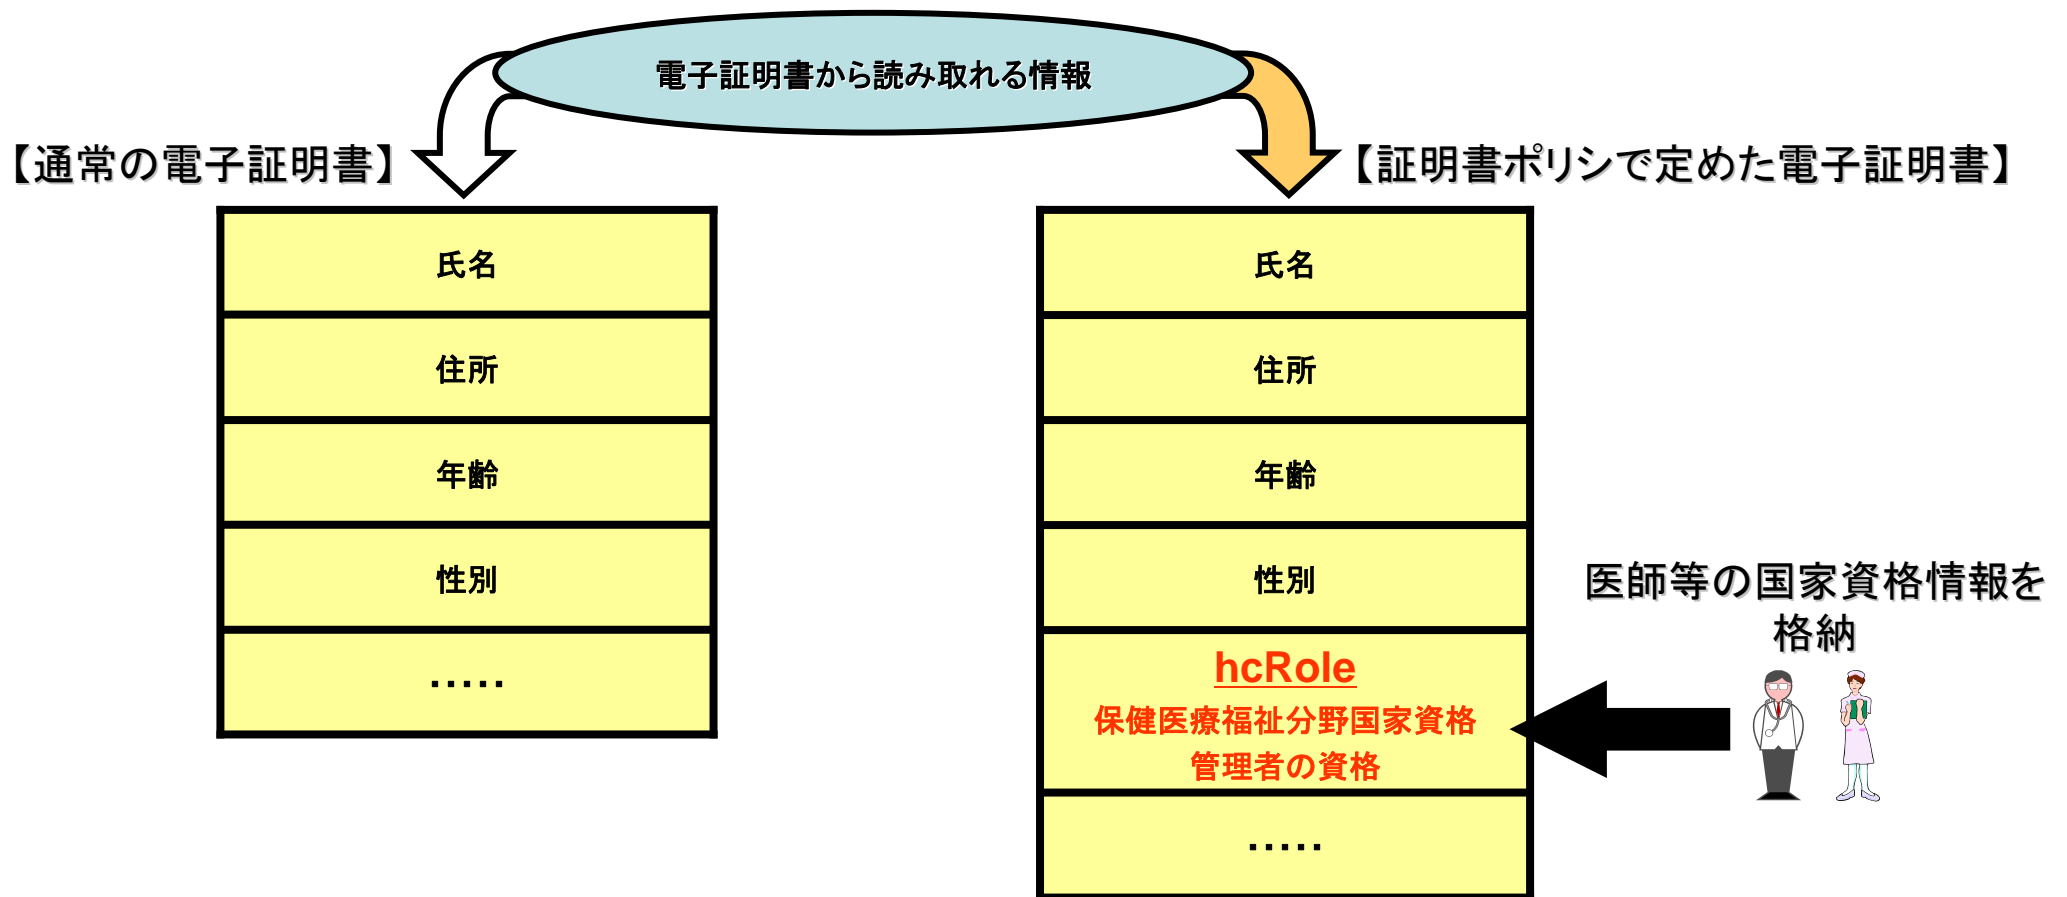 電子証明書から読み取れる情報
【通常の電子証明書】
【証明書ポリシで定めた電子証明書】
氏名
住所
年齢
性別
・・・・・
氏名
住所
年齢
性別
hcRole
保健医療福祉分野国家資格
管理者の資格
・・・・・
医師等の国家資格情報を
格納